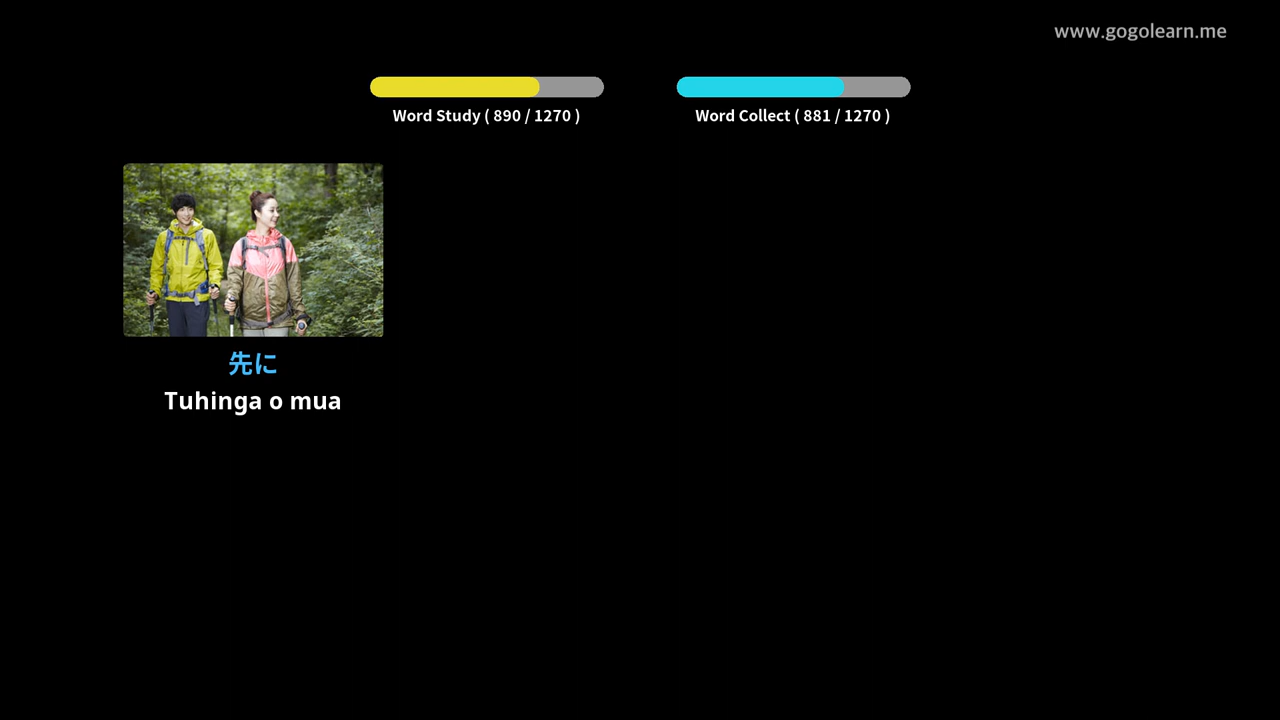 www.gogolearn.me
Word Study ( 890 / 1270 )
Word Collect ( 881 / 1270 )
先に
Tuhinga o mua